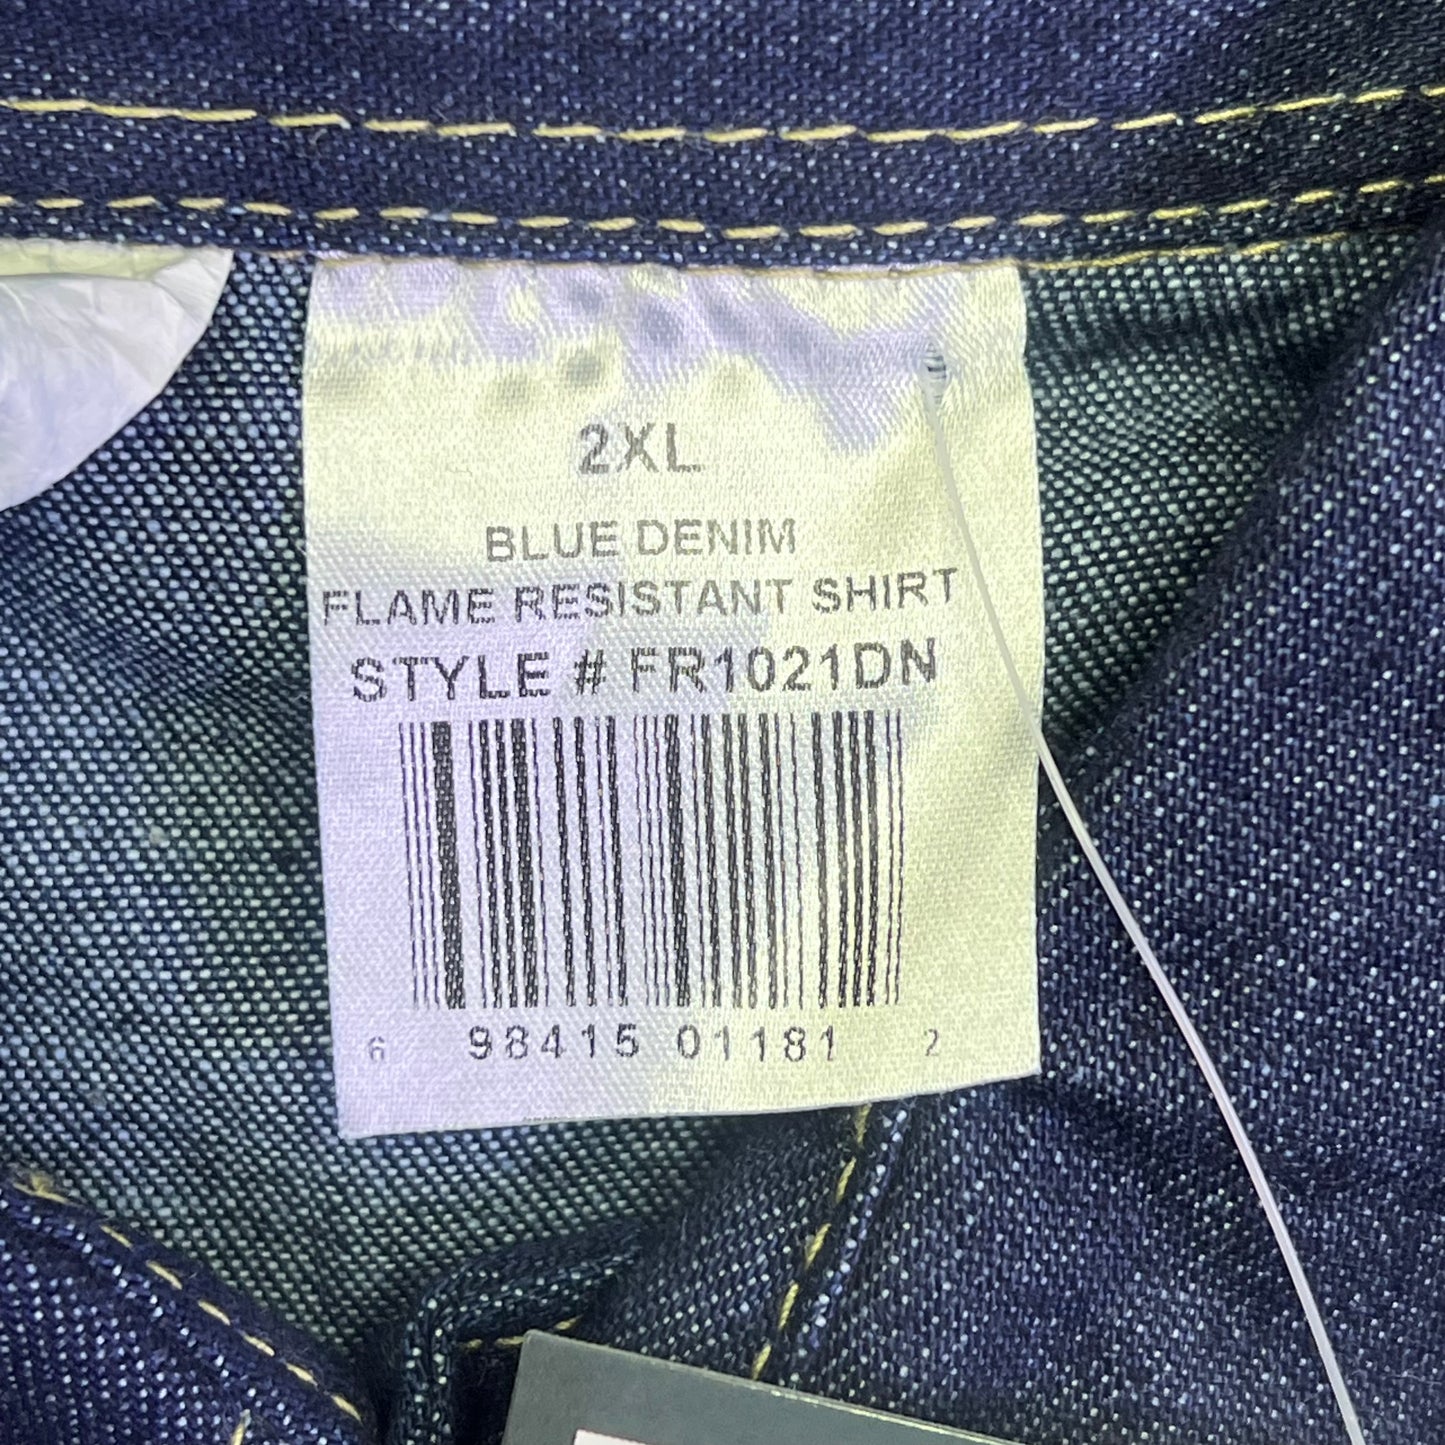 2XL
BLUE DENIM
FLAME RESISTANT SHIRT
STYLE # FR1021DN
6 98415 01181 2